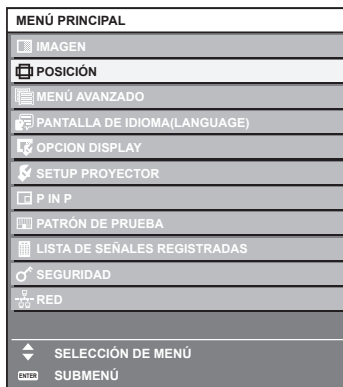 MENÚ PRINCIPAL
IMAGEN
POSICIÓN
MENÚ AVANZADO
PANTALLA DE IDIOMA(LANGUAGE)
OPCION DISPLAY
SETUP PROYECTOR
P IN P
PATRÓN DE PRUEBA
LISTA DE SEÑALES REGISTRADAS
SEGURIDAD
RED
SELECCIÓN DE MENÚ
ENTER SUBMENÚ